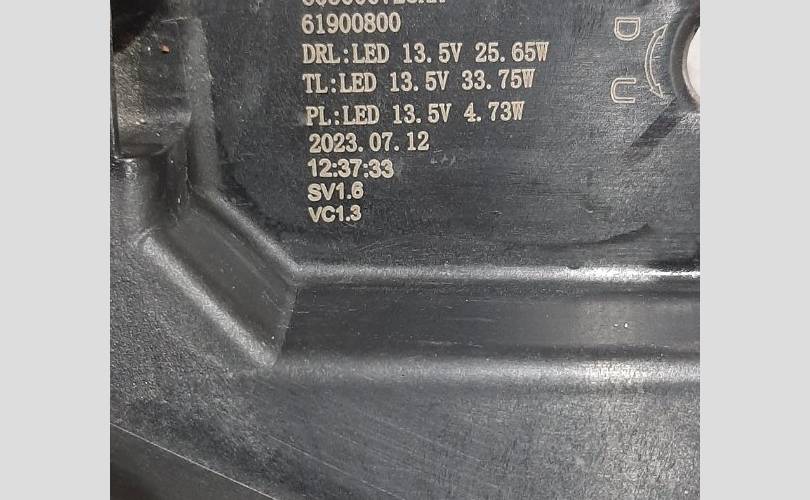 61900800
DRL:LED 13.5V 25.65W
TL:LED 13.5V 33.75W
PL:LED 13.5V 4.73W
2023.07.12
12:37:33
SV1.6
VC1.3
D
U